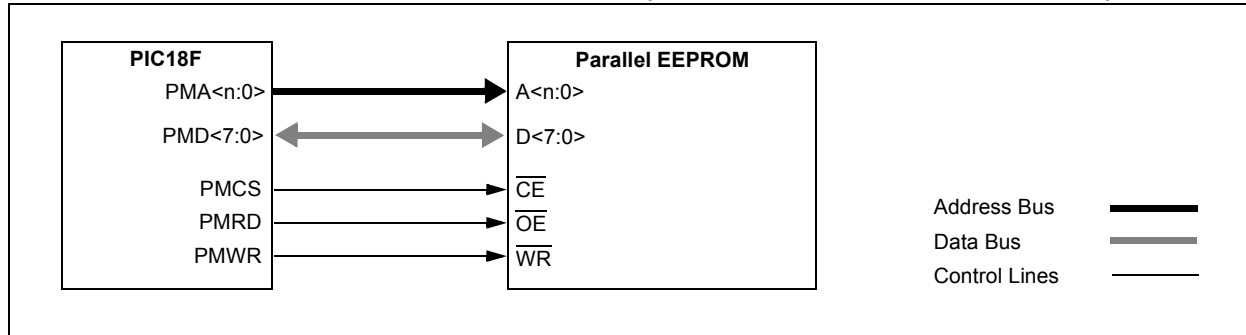 PIC18F
Parallel EEPROM
PMA<n:0>
A<n:0>
PMD<7:0>
D<7:0>
PMCS
CE
PMRD
OE
PMWR
WR
Address Bus
Data Bus
Control Lines